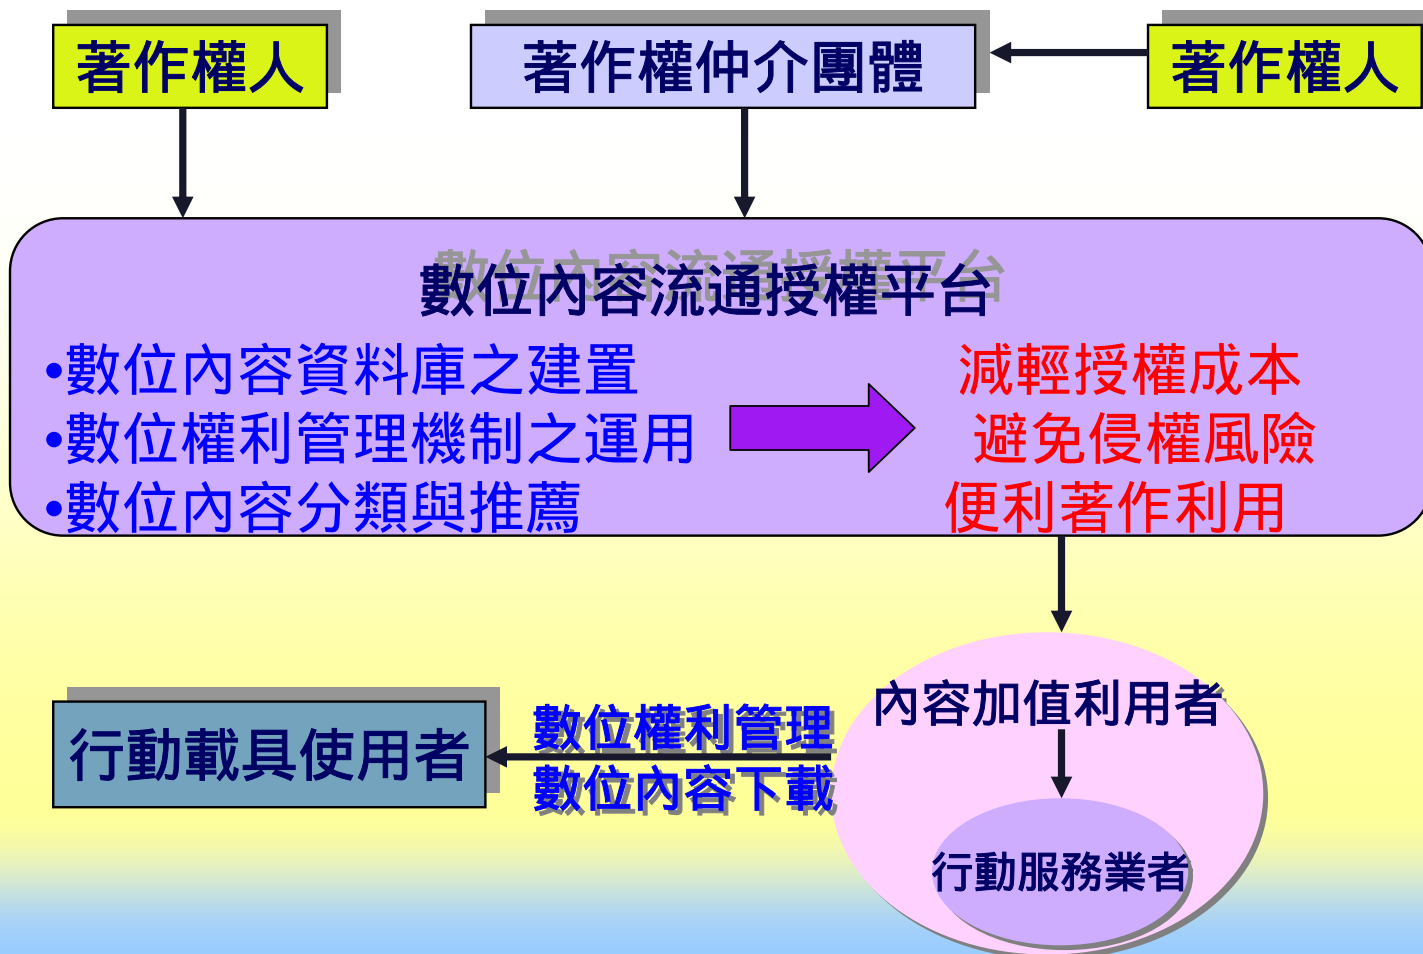 著作權人
著作權仲介團體
著作權人
數位內容流通授權平台
•數位內容資料庫之建置
•數位權利管理機制之運用
•數位內容分類與推薦
減輕授權成本
避免侵權風險
便利著作利用
內容加值利用者
數位權利管理
行動載具使用者
數位內容下載
行動服務業者